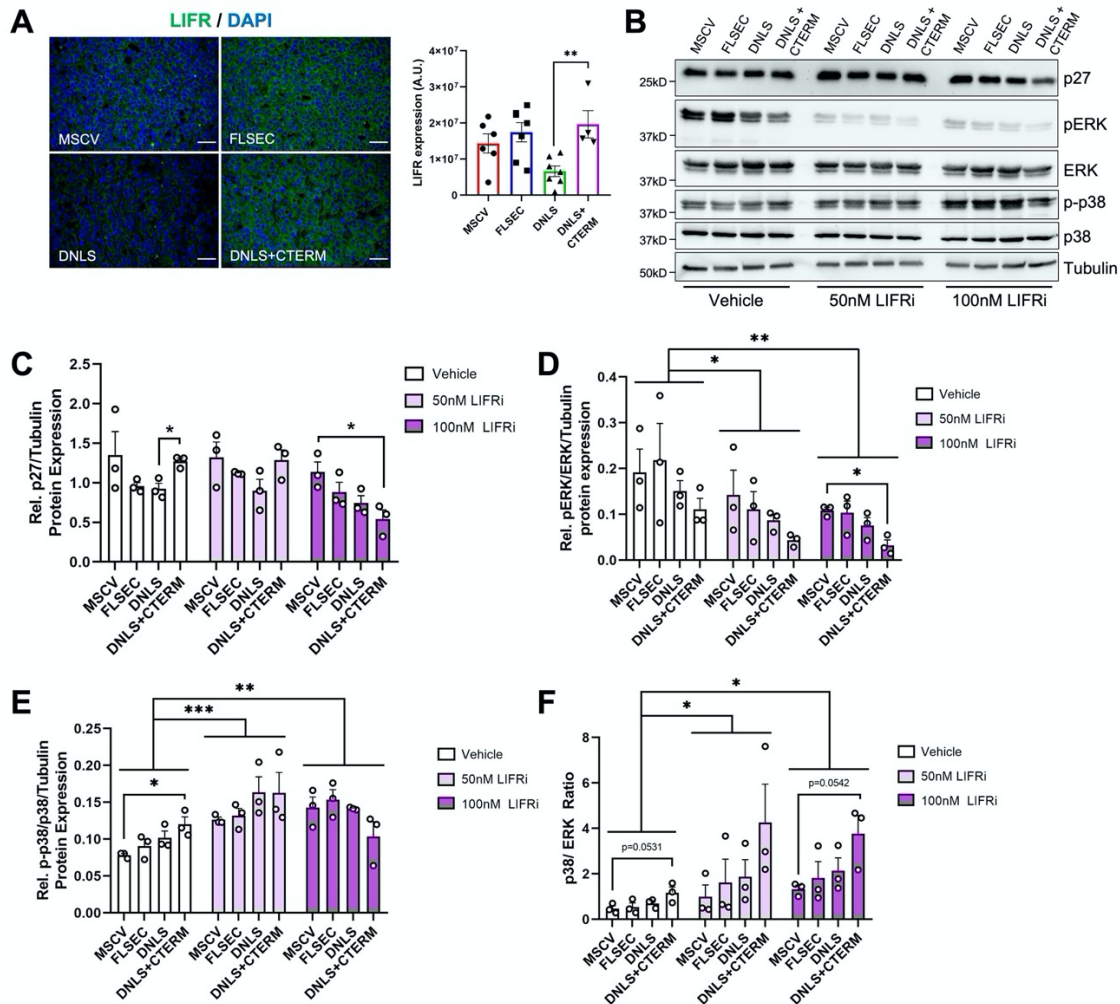 A
LIFR / DAPI
MSCV
FLSEC
DNLS
DNLS+CTERM
LIFR expression (A.U.)
4×10⁷
3×10⁷
2×10⁷
1×10⁷
0
**
MSCV
FLSEC
DNLS
DNLS+
CTERM
B
MSCV
FLSEC
DNLS
DNLS+
CTERM
MSCV
FLSEC
DNLS
DNLS+
CTERM
MSCV
FLSEC
DNLS
DNLS+
CTERM
25kD
p27
37kD
pERK
37kD
ERK
37kD
p-p38
37kD
p38
50kD
Tubulin
Vehicle
50nM LIFRi
100nM LIFRi
C
Rel. p27/Tubulin
Protein Expression
2.5
2.0
1.5
1.0
0.5
0.0
*
*
Vehicle
50nM LIFRi
100nM LIFRi
MSCV
FLSEC
DNLS
DNLS+CTERM
MSCV
FLSEC
DNLS
DNLS+CTERM
MSCV
FLSEC
DNLS
DNLS+CTERM
D
Rel. pERK/ERK/Tubulin
protein expression
0.4
0.3
0.2
0.1
0.0
**
*
*
Vehicle
50nM LIFRi
100nM LIFRi
MSCV
FLSEC
DNLS
DNLS+CTERM
MSCV
FLSEC
DNLS
DNLS+CTERM
MSCV
FLSEC
DNLS
DNLS+CTERM
E
Rel. p-p38/p38/Tubulin
Protein Expression
0.25
0.20
0.15
0.10
0.05
0.00
**
***
*
Vehicle
50nM LIFRi
100nM LIFRi
MSCV
FLSEC
DNLS
DNLS+CTERM
MSCV
FLSEC
DNLS
DNLS+CTERM
MSCV
FLSEC
DNLS
DNLS+CTERM
F
p38/ ERK Ratio
8
6
4
2
0
*
*
p=0.0531
p=0.0542
Vehicle
50nM LIFRi
100nM LIFRi
MSCV
FLSEC
DNLS
DNLS+CTERM
MSCV
FLSEC
DNLS
DNLS+CTERM
MSCV
FLSEC
DNLS
DNLS+CTERM